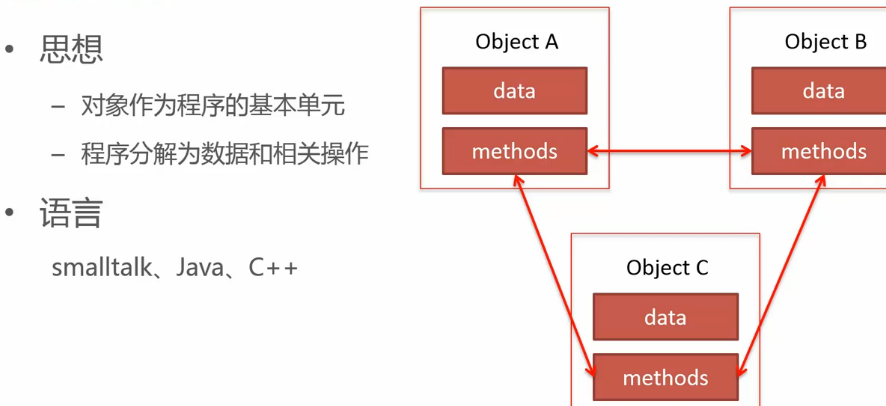 • 思想
– 对象作为程序的基本单元
– 程序分解为数据和相关操作
• 语言
smalltalk、Java、C++
Object A
data
methods
Object B
data
methods
Object C
data
methods